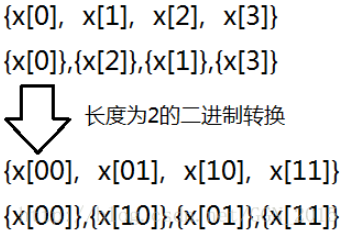 {x[0], x[1], x[2], x[3]}
{x[0]},{x[2]},{x[1]},{x[3]}
长度为2的二进制转换
{x[00], x[01], x[10], x[11]}
{x[00]},{x[10]},{x[01]},{x[11]}